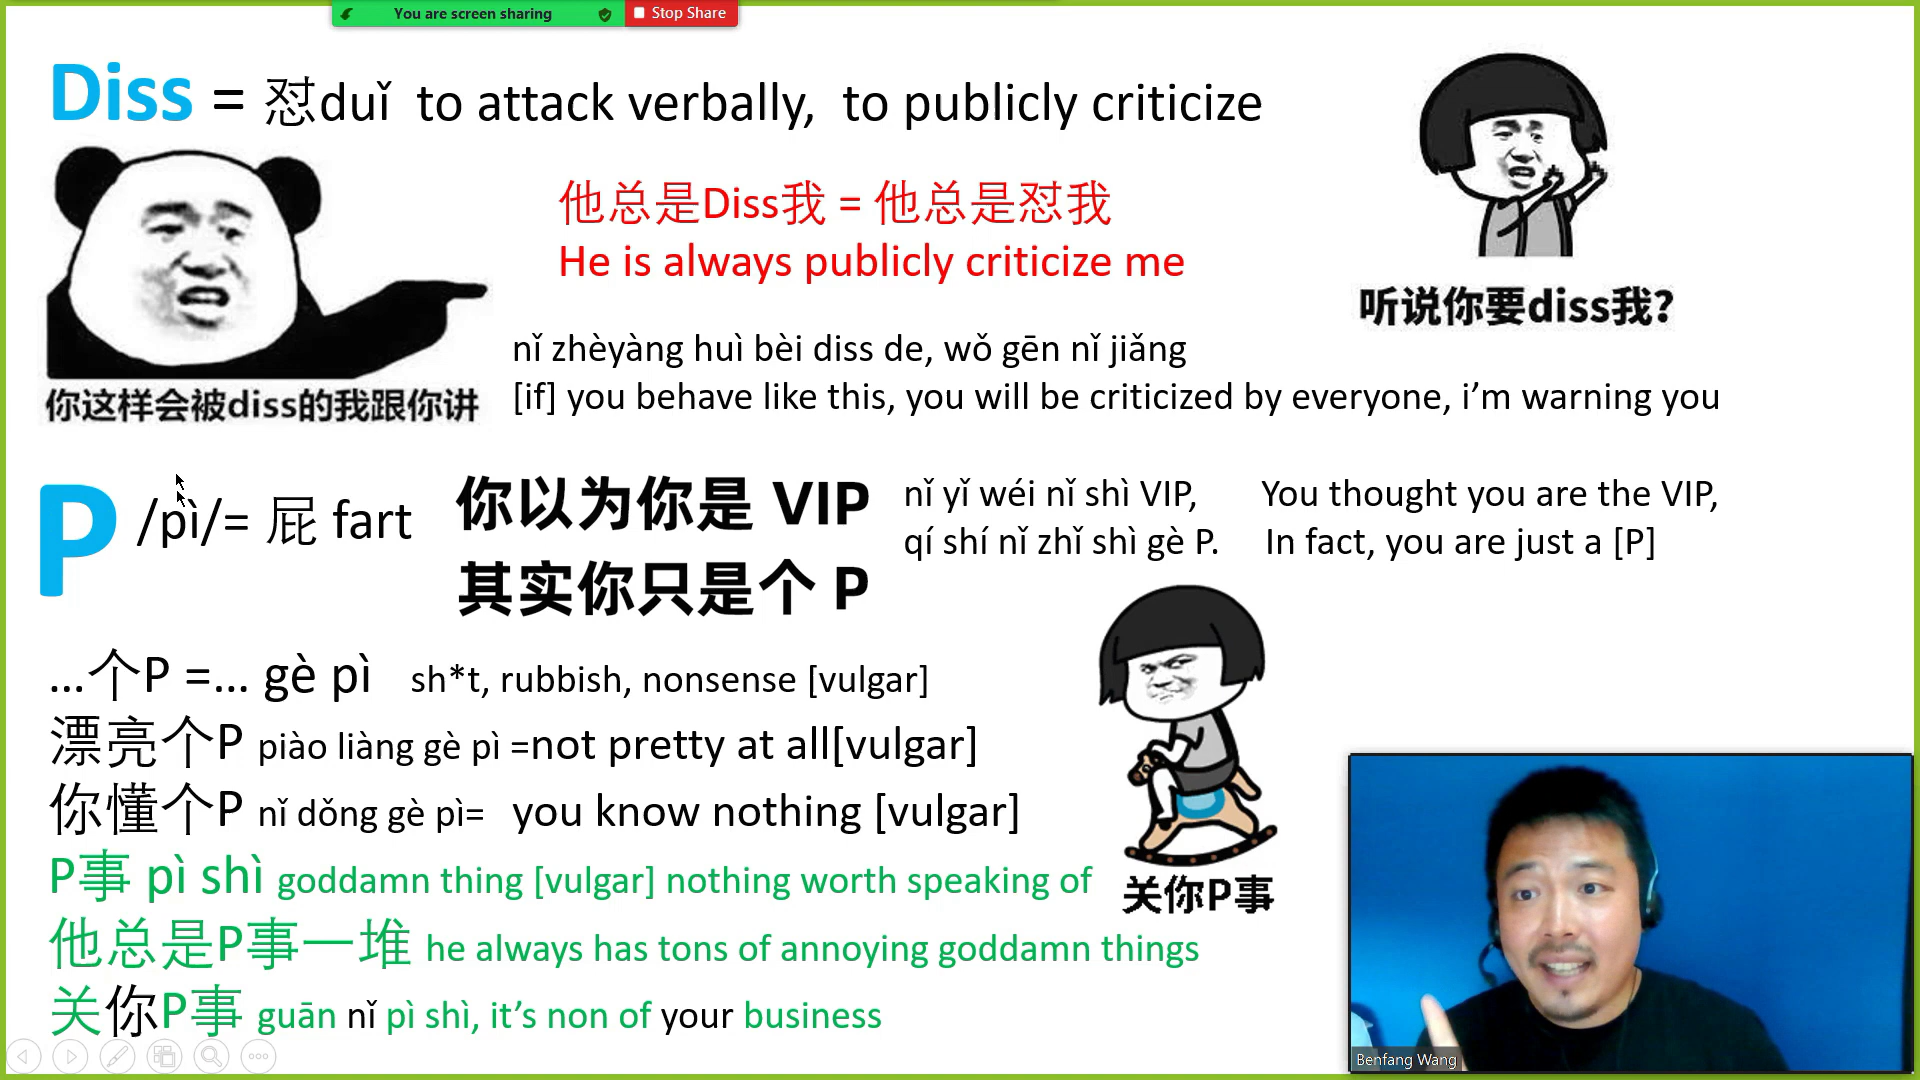 You are screen sharing
Stop Share
Diss = 怼duǐ to attack verbally, to publicly criticize
他总是Diss我 = 他总是怼我
He is always publicly criticize me
听说你要diss我?
nǐ zhèyàng huì bèi diss de, wǒ gēn nǐ jiǎng
[if] you behave like this, you will be criticized by everyone, i’m warning you
你这样会被diss的我跟你讲
P /pì/= 屁 fart
你以为你是 VIP
其实你只是个 P
nǐ yǐ wéi nǐ shì VIP, You thought you are the VIP,
qí shí nǐ zhǐ shì gè P. In fact, you are just a [P]
...个P =... gè pì sh*t, rubbish, nonsense [vulgar]
漂亮个P piào liàng gè pì =not pretty at all[vulgar]
你懂个P nǐ dǒng gè pì= you know nothing [vulgar]
P事 pì shì goddamn thing [vulgar] nothing worth speaking of
他总是P事一堆 he always has tons of annoying goddamn things
关你P事 guān nǐ pì shì, it’s non of your business
关你P事
Benfang Wang